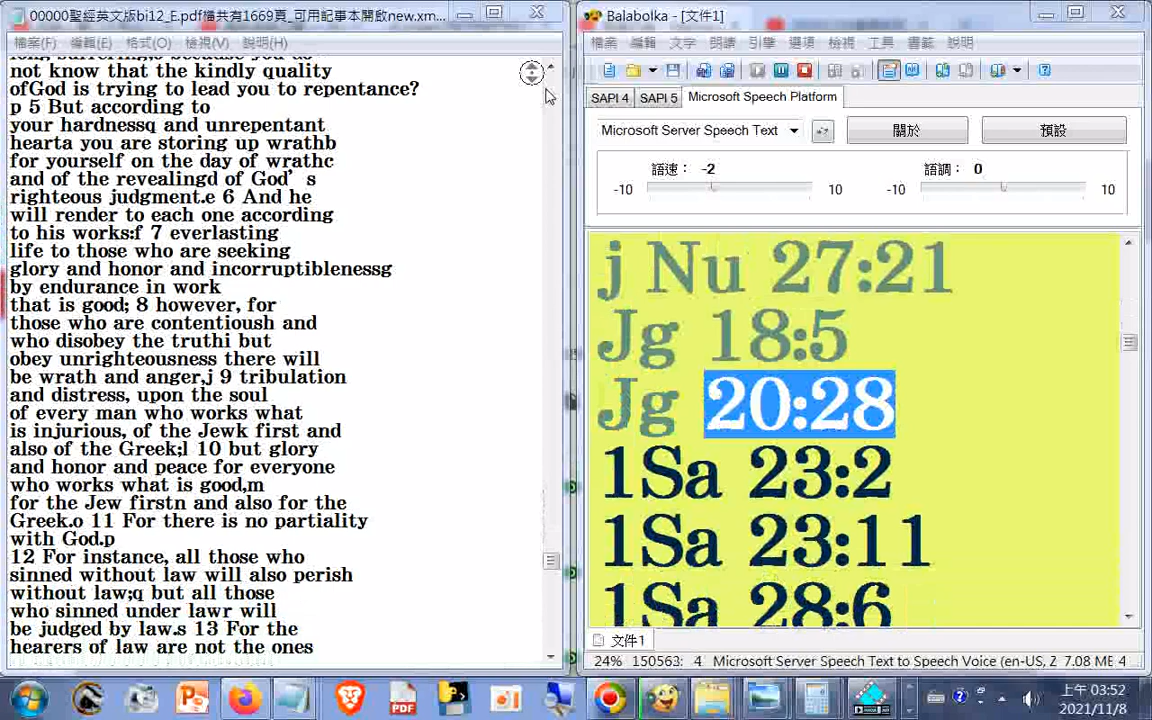 00000聖經英文版bi12_E.pdf檔共有1669頁_可用記事本開啟new.xm...
檔案(F) 編輯(E) 格式(O) 檢視(V) 說明(H)
not know that the kindly quality
ofGod is trying to lead you to repentance?
p 5 But according to
your hardnessq and unrepentant
hearta you are storing up wrathb
for yourself on the day of wrathc
and of the revealingd of God’s
righteous judgment.e 6 And he
will render to each one according
to his works:f 7 everlasting
life to those who are seeking
glory and honor and incorruptiblenessg
by endurance in work
that is good; 8 however, for
those who are contentioush and
who disobey the truthi but
obey unrighteousness there will
be wrath and anger,j 9 tribulation
and distress, upon the soul
of every man who works what
is injurious, of the Jewk first and
also of the Greek;l 10 but glory
and honor and peace for everyone
who works what is good,m
for the Jew firstn and also for the
Greek.o 11 For there is no partiality
with God.p
12 For instance, all those who
sinned without law will also perish
without law;q but all those
who sinned under lawr will
be judged by law.s 13 For the
hearers of law are not the ones
Balabolka - [文件1]
檔案 編輯 文字 朗讀 引擎 選項 檢視 工具 書籤 說明
SAPI 4 SAPI 5 Microsoft Speech Platform
Microsoft Server Speech Text 關於 預設
語速: -2 語調: 0
-10 10 -10 10
j Nu 27:21
Jg 18:5
Jg 20:28
1Sa 23:2
1Sa 23:11
1Sa 28:6
文件1
24% 150563: 4 Microsoft Server Speech Text to Speech Voice (en-US, Z 7.08 MB 4
PDF
上午 03:52
2021/11/8